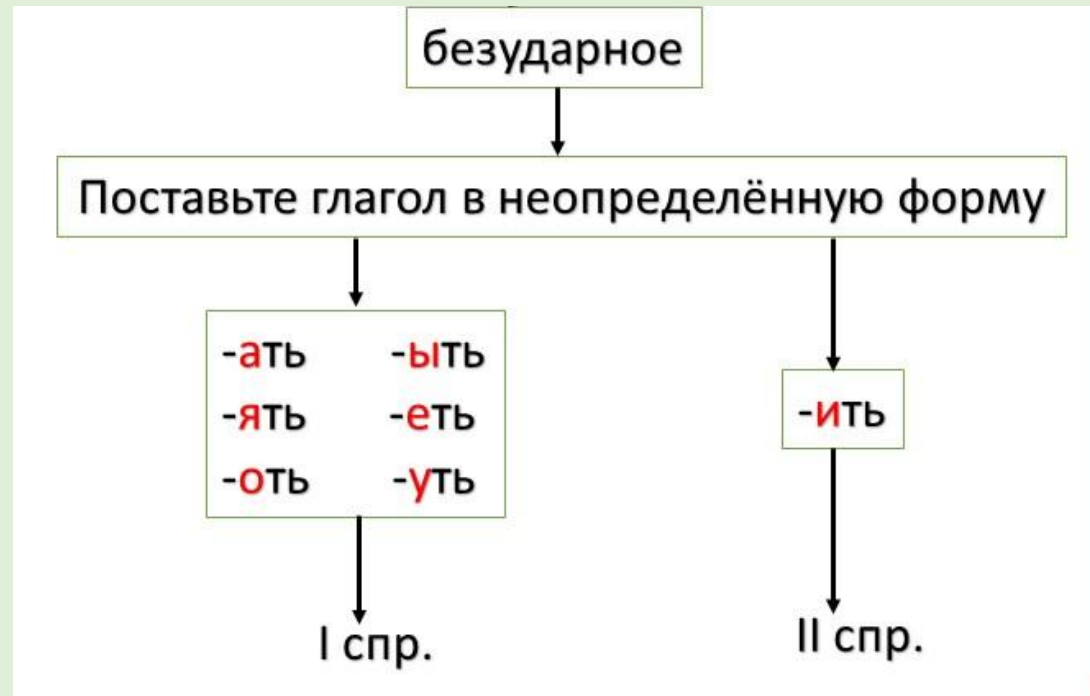 безударное
Поставьте глагол в неопределённую форму
-ать -ыть
-ять -еть
-оть -уть
-ить
I спр.
II спр.